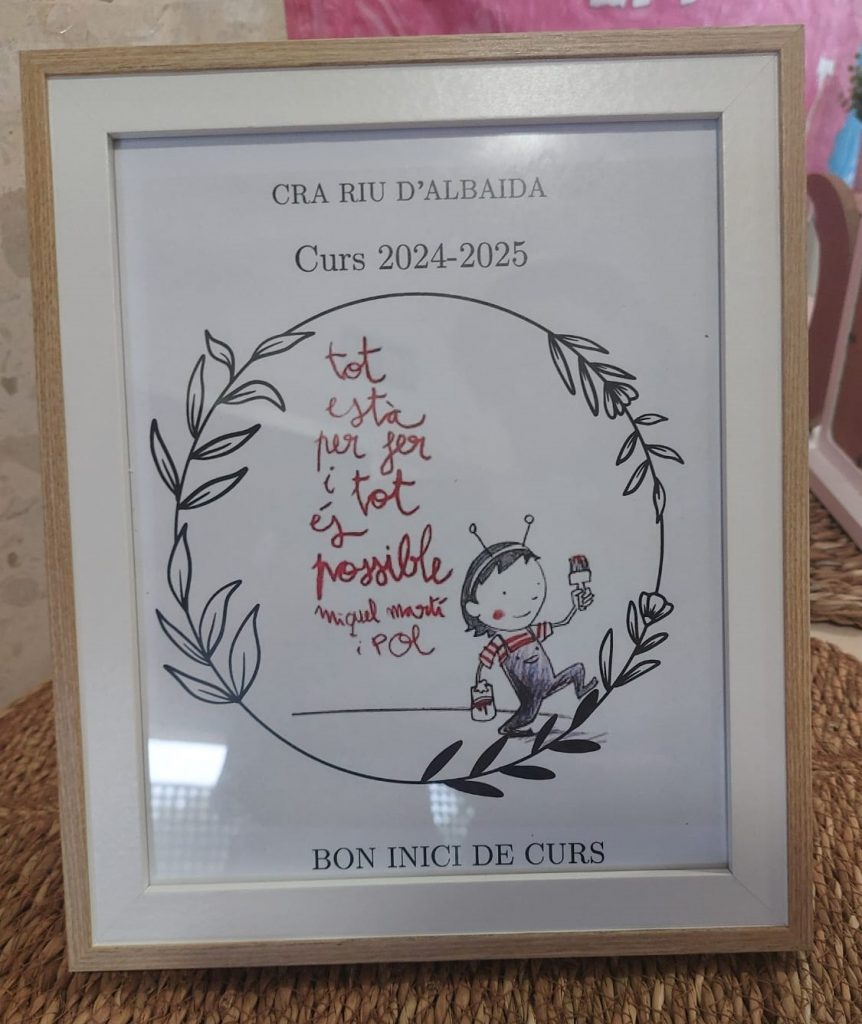 CRA RIU D'ALBAIDA
Curs 2024-2025
tot
està
per fer
i tot
és
possible
miquel martí
i POL
BON INICI DE CURS